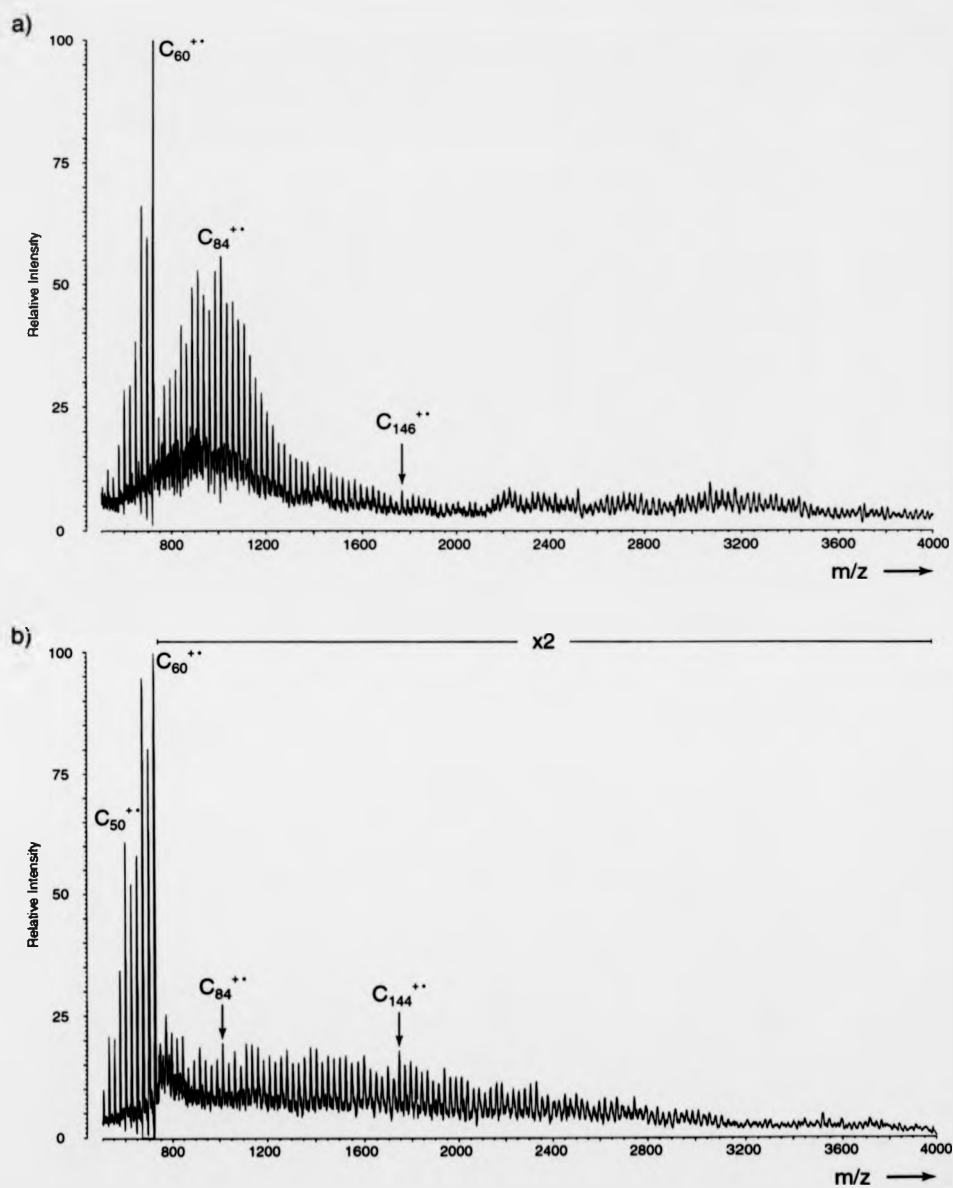 a)
100
C60+•
75
Relative Intensity
C84+•
50
25
C146+•
0
800 1200 1600 2000 2400 2800 3200 3600 4000
m/z
b)
x2
100
C60+•
75
C50+•
Relative Intensity
50
25
C84+•
C144+•
0
800 1200 1600 2000 2400 2800 3200 3600 4000
m/z